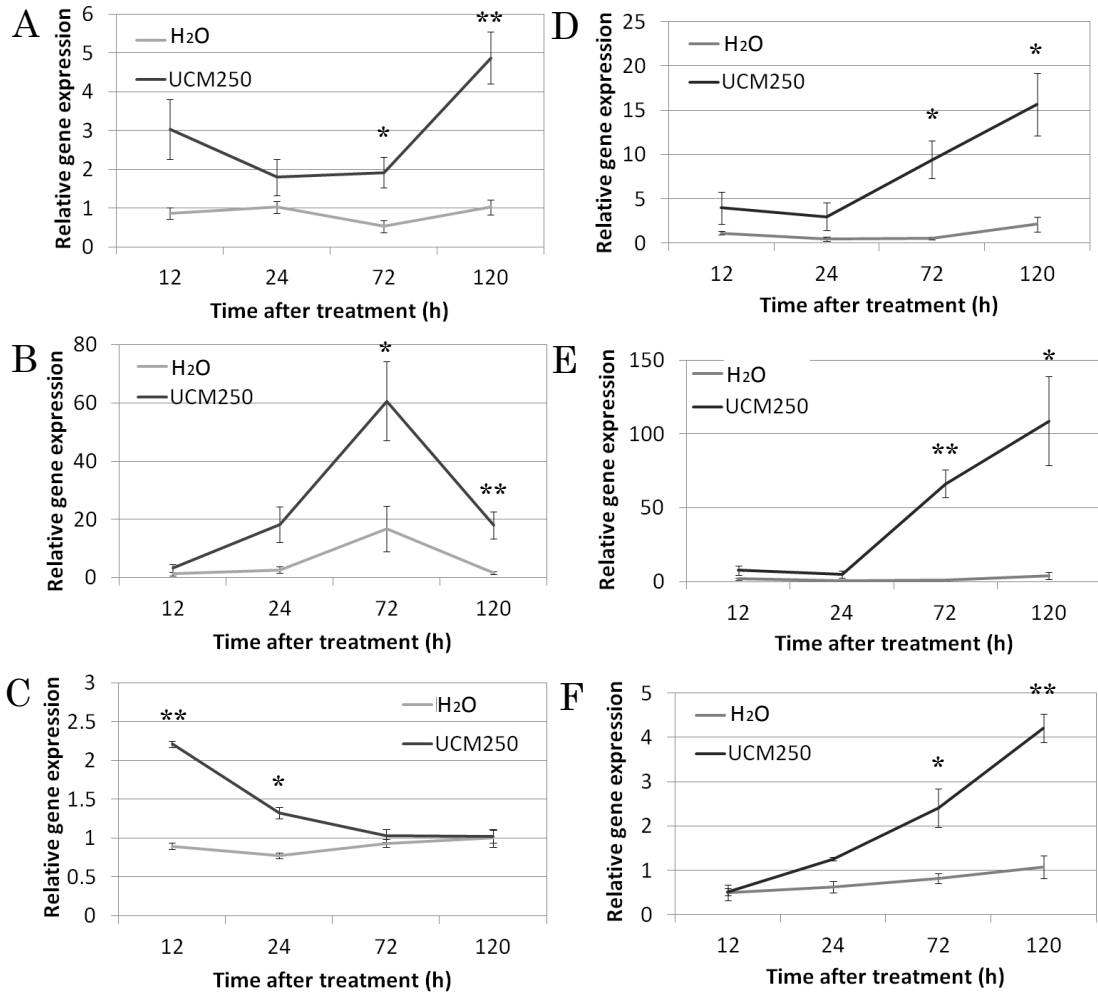 A
Relative gene expression
6
5
4
3
2
1
0
H₂O
UCM250
*
**
12 24 72 120
Time after treatment (h)
B
Relative gene expression
80
60
40
20
0
H₂O
UCM250
*
**
12 24 72 120
Time after treatment (h)
C
Relative gene expression
3
2.5
2
1.5
1
0.5
0
H₂O
UCM250
**
*
12 24 72 120
Time after treatment (h)
D
Relative gene expression
25
20
15
10
5
0
H₂O
UCM250
*
*
12 24 72 120
Time after treatment (h)
E
Relative gene expression
150
100
50
0
H₂O
UCM250
**
*
12 24 72 120
Time after treatment (h)
F
Relative gene expression
5
4
3
2
1
0
H₂O
UCM250
*
**
12 24 72 120
Time after treatment (h)